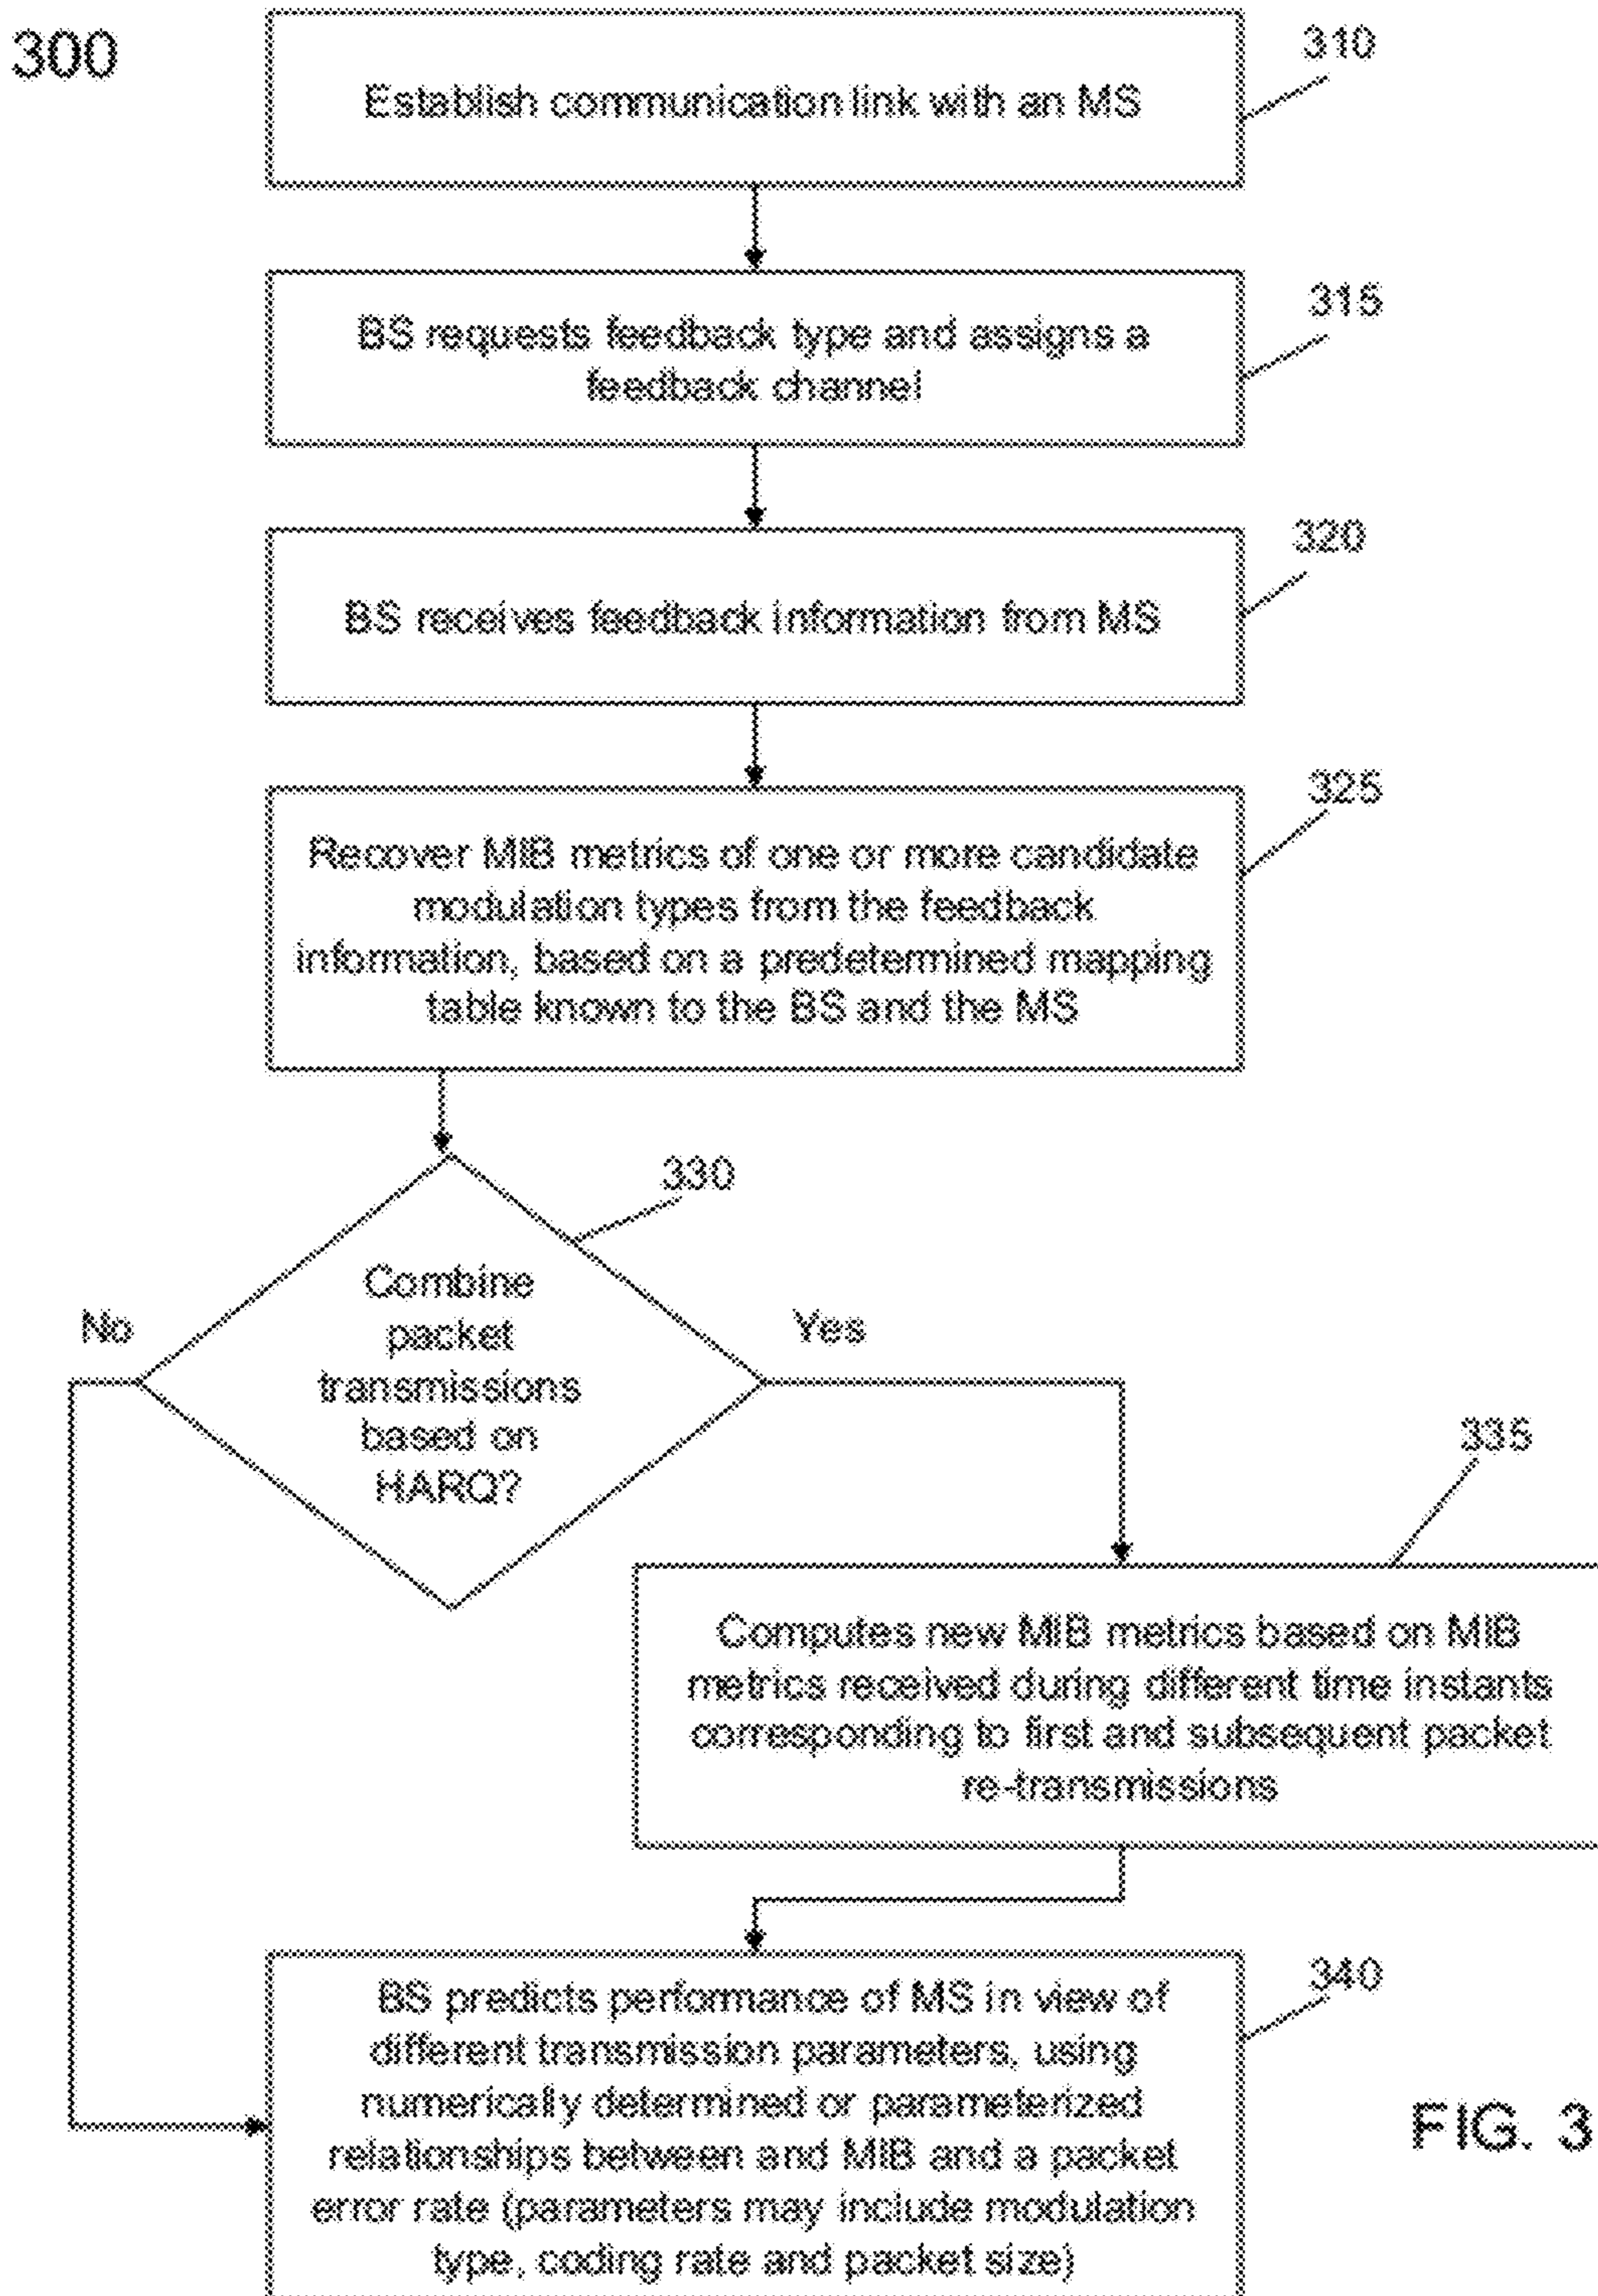 300
310
Establish communication link with an MS
315
BS requests feedback type and assigns a
feedback channel
320
BS receives feedback information from MS
325
Recover MIB metrics of one or more candidate
modulation types from the feedback
information, based on a predetermined mapping
table known to the BS and the MS
330
Combine
packet
transmissions
based on
HARQ?
No
Yes
335
Computes new MIB metrics based on MIB
metrics received during different time instants
corresponding to first and subsequent packet
re-transmissions
340
BS predicts performance of MS in view of
different transmission parameters, using
numerically determined or parameterized
relationships between and MIB and a packet
error rate (parameters may include modulation
type, coding rate and packet size)
FIG. 3